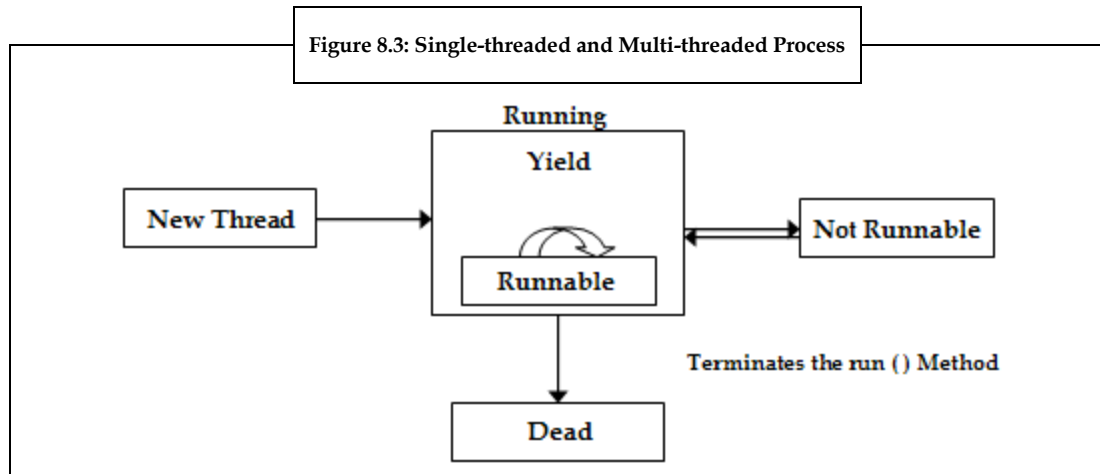 Figure 8.3: Single-threaded and Multi-threaded Process
Running
Yield
New Thread
Not Runnable
Runnable
Terminates the run ( ) Method
Dead